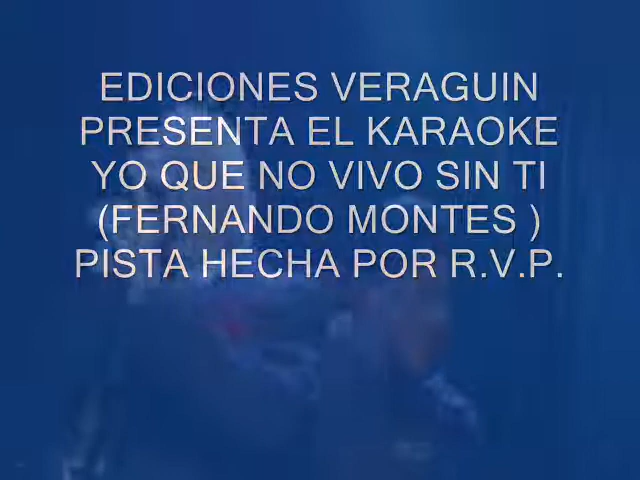 EDICIONES VERAGUIN
PRESENTA EL KARAOKE
YO QUE NO VIVO SIN TI
(FERNANDO MONTES )
PISTA HECHA POR R.V.P.